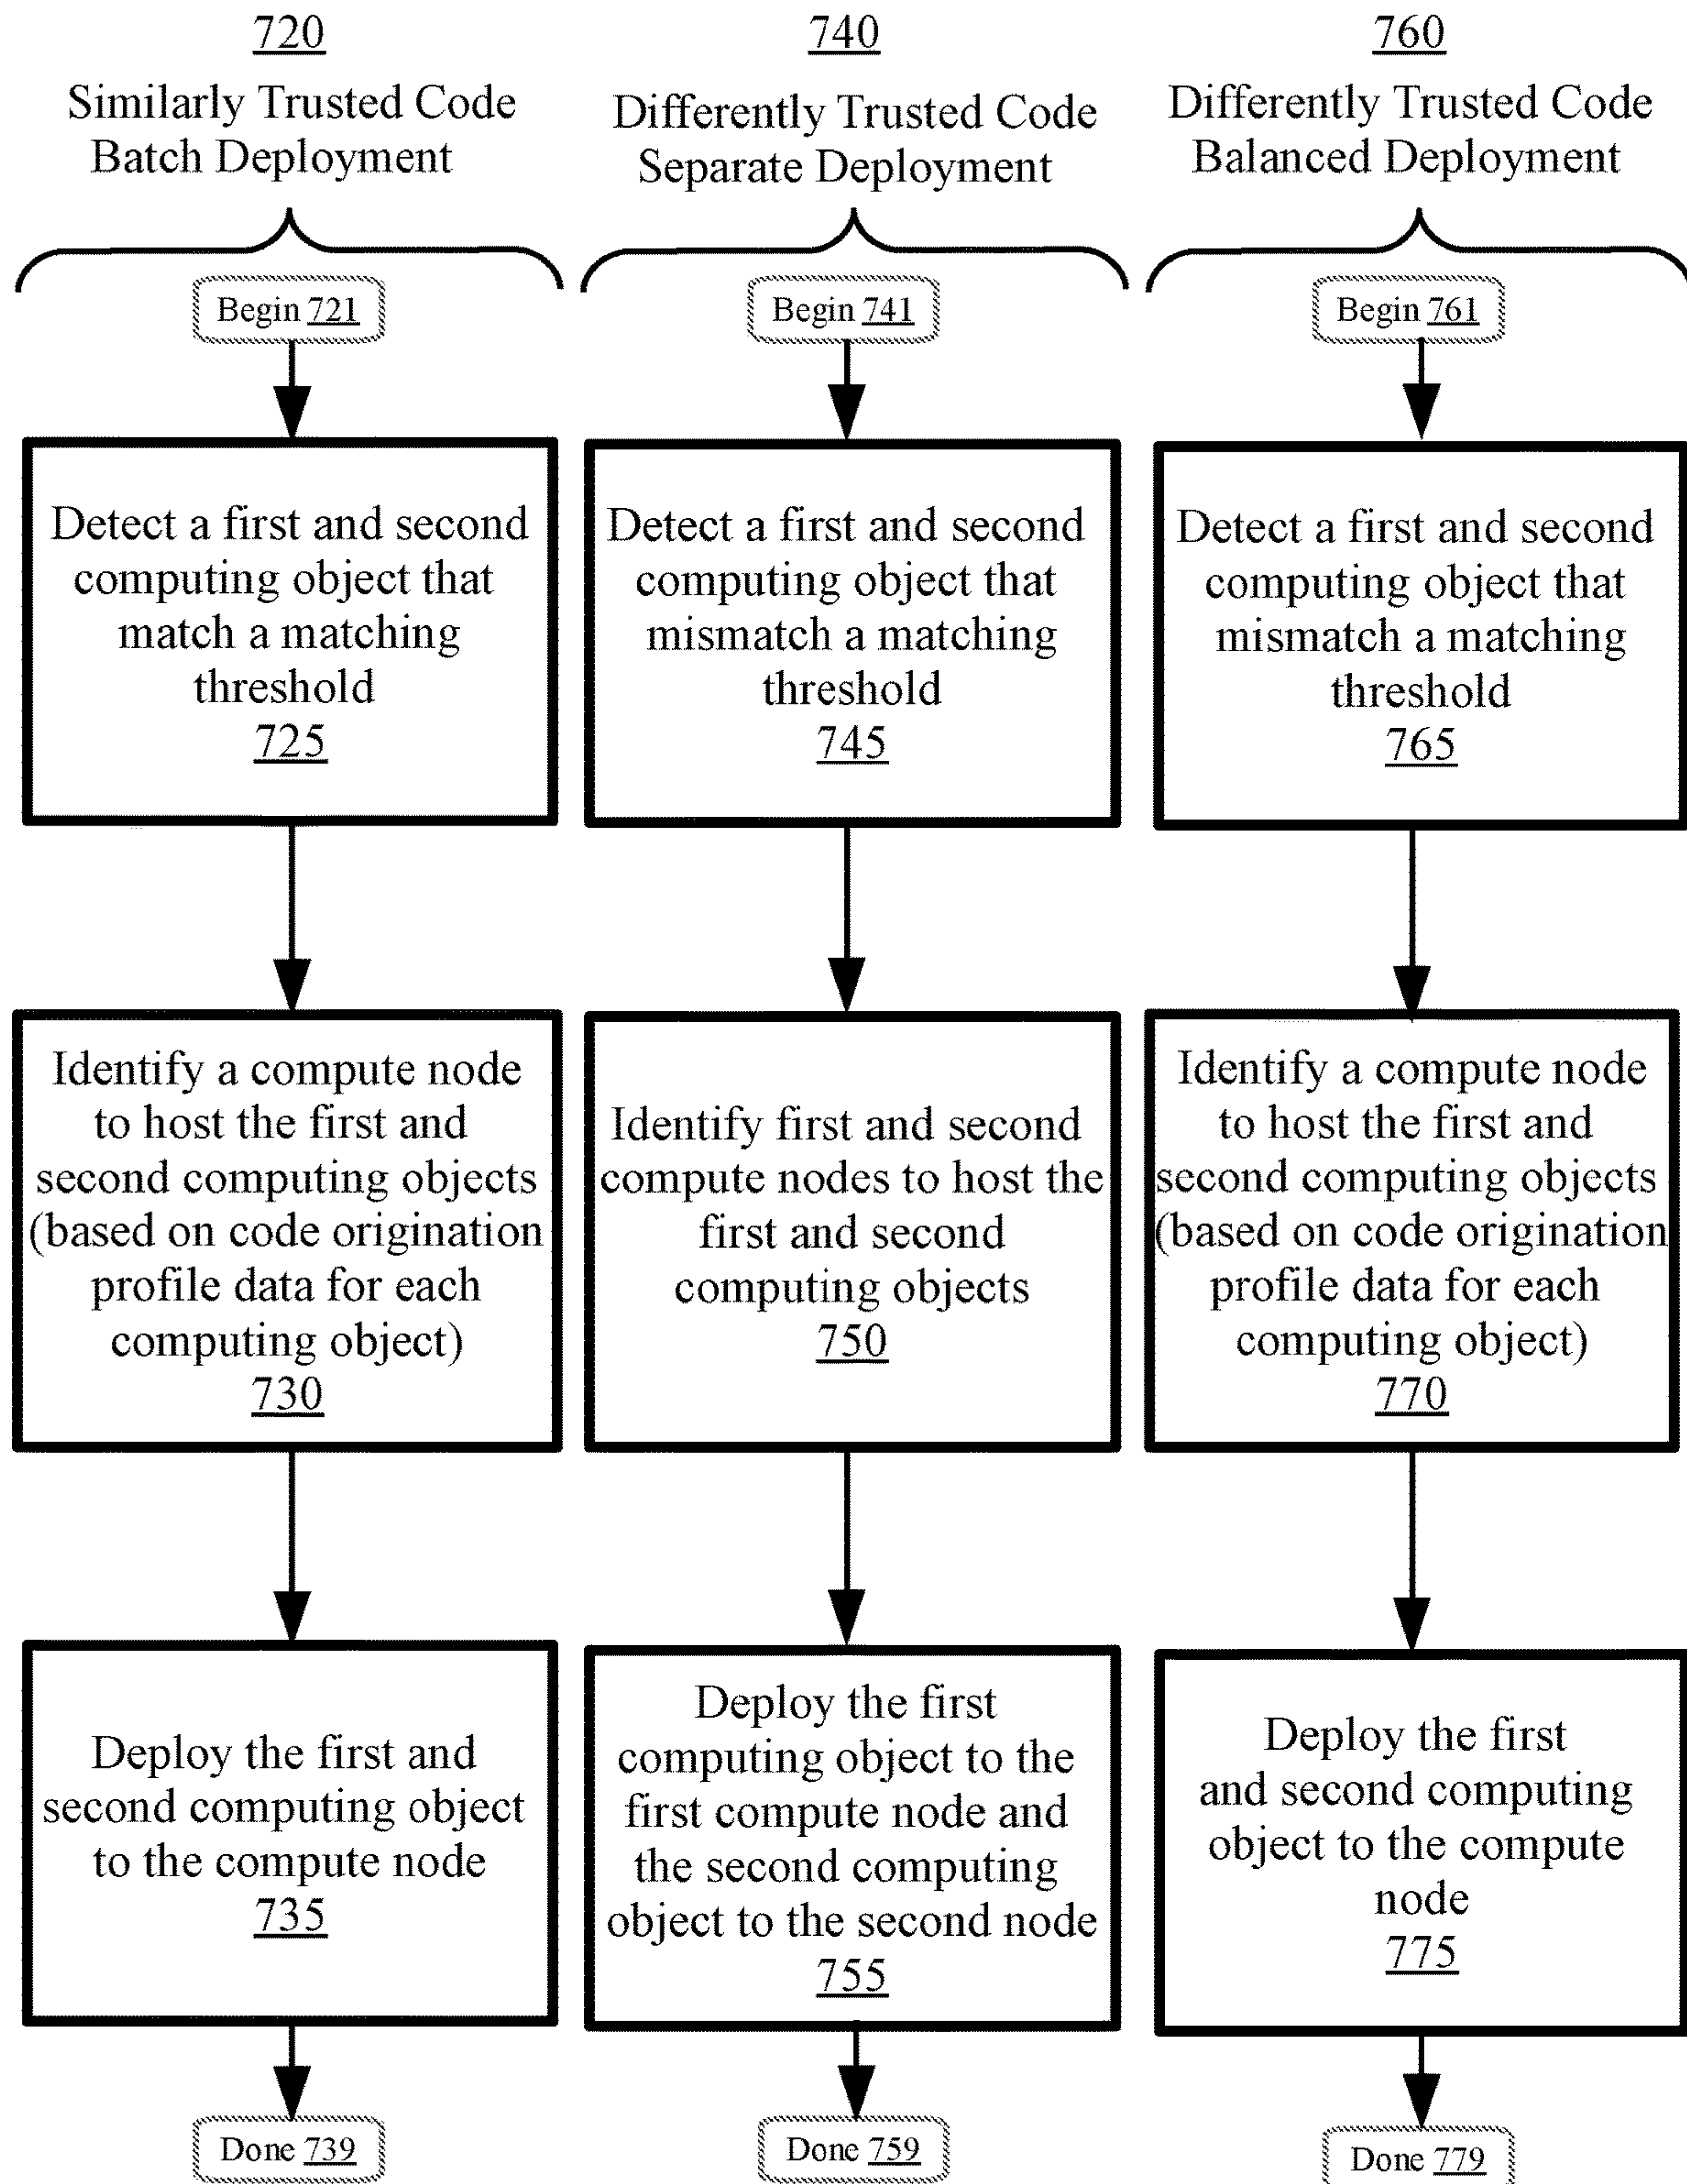 720
Similarly Trusted Code
Batch Deployment
Begin 721
Detect a first and second
computing object that
match a matching
threshold
725
Identify a compute node
to host the first and
second computing objects
(based on code origination
profile data for each
computing object)
730
Deploy the first and
second computing object
to the compute node
735
Done 739
740
Differently Trusted Code
Separate Deployment
Begin 741
Detect a first and second
computing object that
mismatch a matching
threshold
745
Identify first and second
compute nodes to host the
first and second
computing objects
750
Deploy the first
computing object to the
first compute node and
the second computing
object to the second node
755
Done 759
760
Differently Trusted Code
Balanced Deployment
Begin 761
Detect a first and second
computing object that
mismatch a matching
threshold
765
Identify a compute node
to host the first and
second computing objects
(based on code origination
profile data for each
computing object)
770
Deploy the first
and second computing
object to the compute
node
775
Done 779